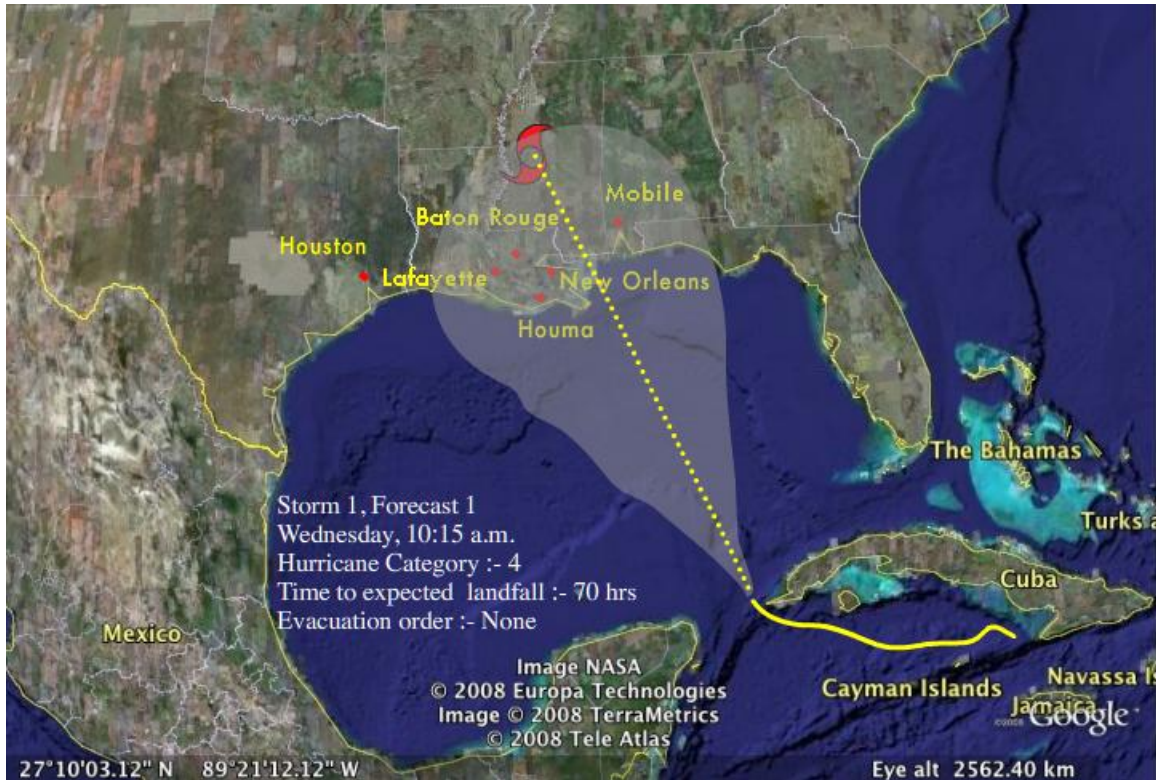 Mobile
Baton Rouge
Houston
Lafayette
New Orleans
Houma
The Bahamas
Storm 1, Forecast 1
Wednesday, 10:15 a.m.
Hurricane Category :- 4
Time to expected landfall :- 70 hrs
Evacuation order :- None
Turks a
Cuba
Mexico
Image NASA
© 2008 Europa Technologies
Image © 2008 TerraMetrics
© 2008 Tele Atlas
Cayman Islands
Navassa Is
Jamaica
©2008 Google
27°10'03.12" N 89°21'12.12" W
Eye alt 2562.40 km